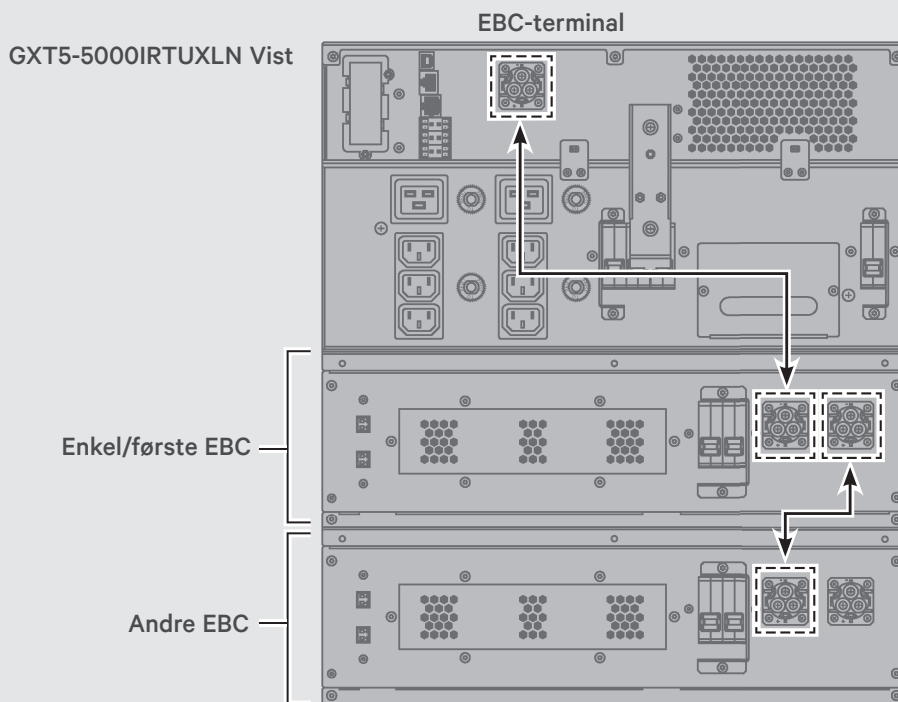 EBC-terminal
GXT5-5000IRTUXLN Vist
Enkel/første EBC
Andre EBC